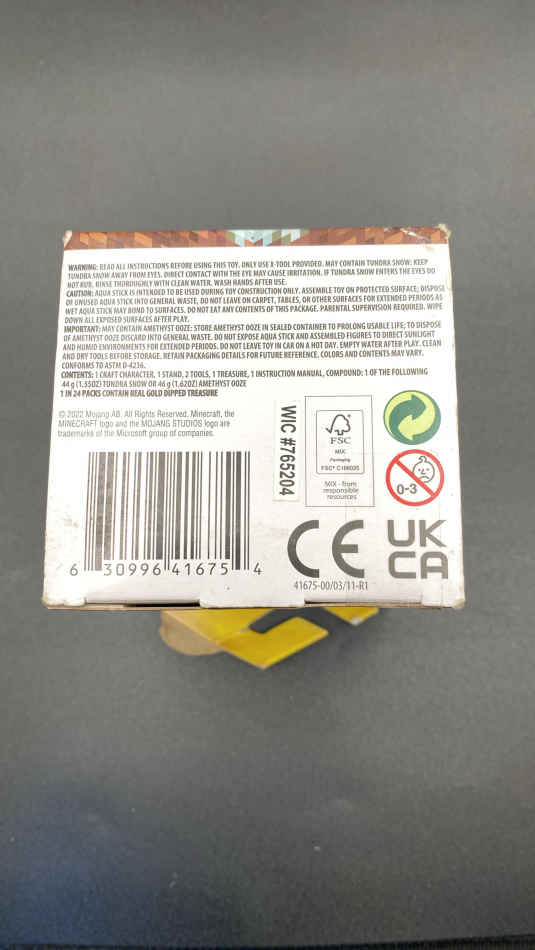 WARNING: READ ALL INSTRUCTIONS BEFORE USING THIS TOY. ONLY USE X-TOOL PROVIDED. MAY CONTAIN TUNDRA SNOW: KEEP
TUNDRA SNOW AWAY FROM EYES. DIRECT CONTACT WITH THE EYE MAY CAUSE IRRITATION. IF TUNDRA SNOW ENTERS THE EYES DO
NOT RUB. RINSE THOROUGHLY WITH CLEAN WATER. WASH HANDS AFTER USE.
CAUTION: AQUA STICK IS INTENDED TO BE USED DURING TOY CONSTRUCTION ONLY. ASSEMBLE TOY ON PROTECTED SURFACE; DISPOSE
OF UNUSED AQUA STICK INTO GENERAL WASTE, DO NOT LEAVE ON CARPET, TABLES, OR OTHER SURFACES FOR EXTENDED PERIODS AS
WET AQUA STICK MAY BOND TO SURFACES. DO NOT EAT ANY CONTENTS OF THIS PACKAGE. PARENTAL SUPERVISION REQUIRED. WIPE
DOWN ALL EXPOSED SURFACES AFTER PLAY.
IMPORTANT: MAY CONTAIN AMETHYST OOZE: STORE AMETHYST OOZE IN SEALED CONTAINER TO PROLONG USABLE LIFE; TO DISPOSE
OF AMETHYST OOZE DISCARD INTO GENERAL WASTE. DO NOT EXPOSE AQUA STICK AND ASSEMBLED FIGURES TO DIRECT SUNLIGHT
AND HUMID ENVIRONMENTS FOR EXTENDED PERIODS. DO NOT LEAVE TOY IN CAR ON A HOT DAY. EMPTY WATER AFTER PLAY. CLEAN
AND DRY TOOLS BEFORE STORAGE. RETAIN PACKAGING DETAILS FOR FUTURE REFERENCE. COLORS AND CONTENTS MAY VARY.
CONFORMS TO ASTM D-4236.
CONTENTS: 1 CRAFT CHARACTER, 1 STAND, 2 TOOLS, 1 TREASURE, 1 INSTRUCTION MANUAL, COMPOUND: 1 OF THE FOLLOWING
44 g (1.55OZ) TUNDRA SNOW OR 46 g (1.62OZ) AMETHYST OOZE
1 IN 24 PACKS CONTAIN REAL GOLD DIPPED TREASURE
© 2022 Mojang AB. All Rights Reserved. Minecraft, the
MINECRAFT logo and the MOJANG STUDIOS logo are
trademarks of the Microsoft group of companies.
WIC #765204
FSC
MIX
Packaging
MIX - from
responsible
resources
0-3
6 30996 41675 4
CE
UK
CA
41675-00/03/11-R1